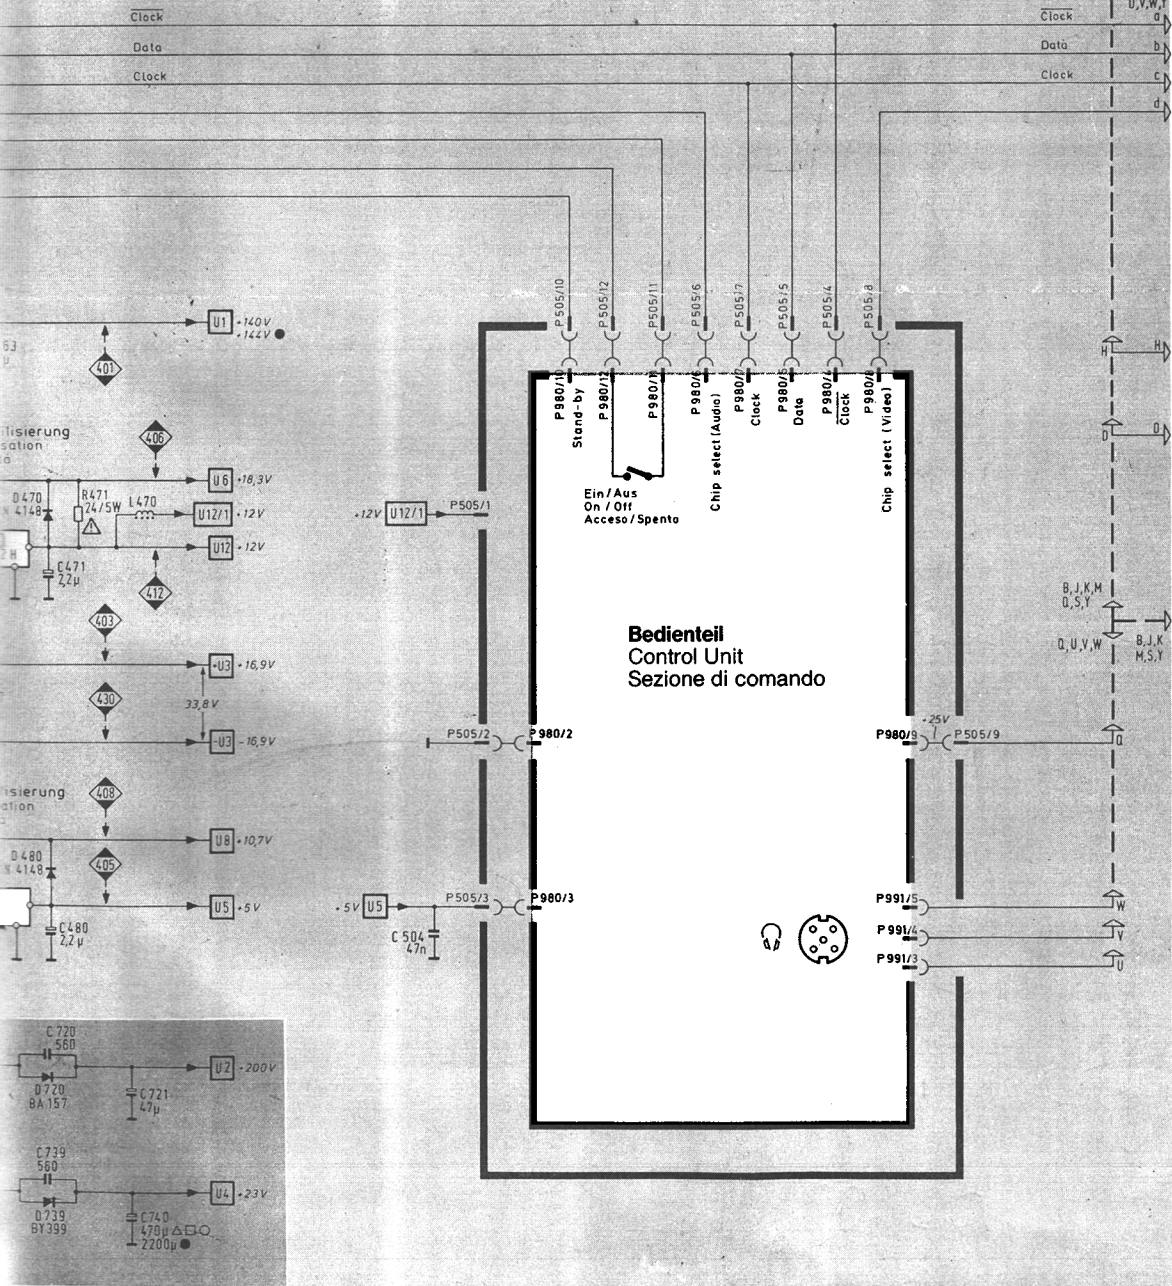 Clock
Clock
Data
Data
Clock
Clock
a
b
c
d
P505/10
P505/12
P505/11
P505/6
P505/7
P505/5
P505/4
P505/8
P980/10
P980/12
P980/11
P980/6
P980/7
P980/5
P980/4
P980/8
Stand-by
Chip select (Audio)
Clock
Data
Clock
Chip select (Video)
Ein/Aus
On / Off
Acceso/Spento
U1
+140V
+144V
63
401
ilisierung
sation
406
U6
+18,3V
D470
4148
R471
24/5W
L470
U12/1
+12V
U12
+12V
C471
2,2µ
412
403
+U3
+16,9V
430
33,8V
-U3
-16,9V
isierung
ation
408
U8
+10,7V
D480
4148
405
U5
+5V
C480
2,2µ
C720
560
D720
BA157
C721
47µ
U2
+200V
C739
560
D739
BY399
C740
470µ
2200µ
U4
+23V
+12V
U12/1
P505/1
Bedienteil
Control Unit
Sezione di comando
P505/2
P980/2
P980/9
+25V
P505/9
+5V
U5
P505/3
P980/3
C504
47n
P991/5
P991/4
P991/3
H
H
D
B,J,K,M
Q,S,Y
Q,U,V,W
B,J,K
M,S,Y
Q
W
V
U